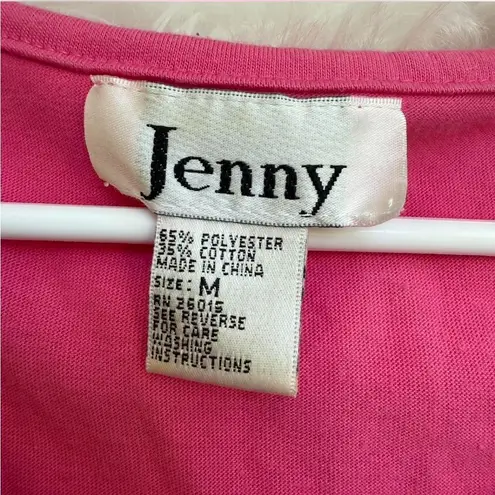 Jenny
65% POLYESTER
35% COTTON
MADE IN CHINA
SIZE: M
RN 26015
SEE REVERSE
FOR CARE
WASHING
INSTRUCTIONS